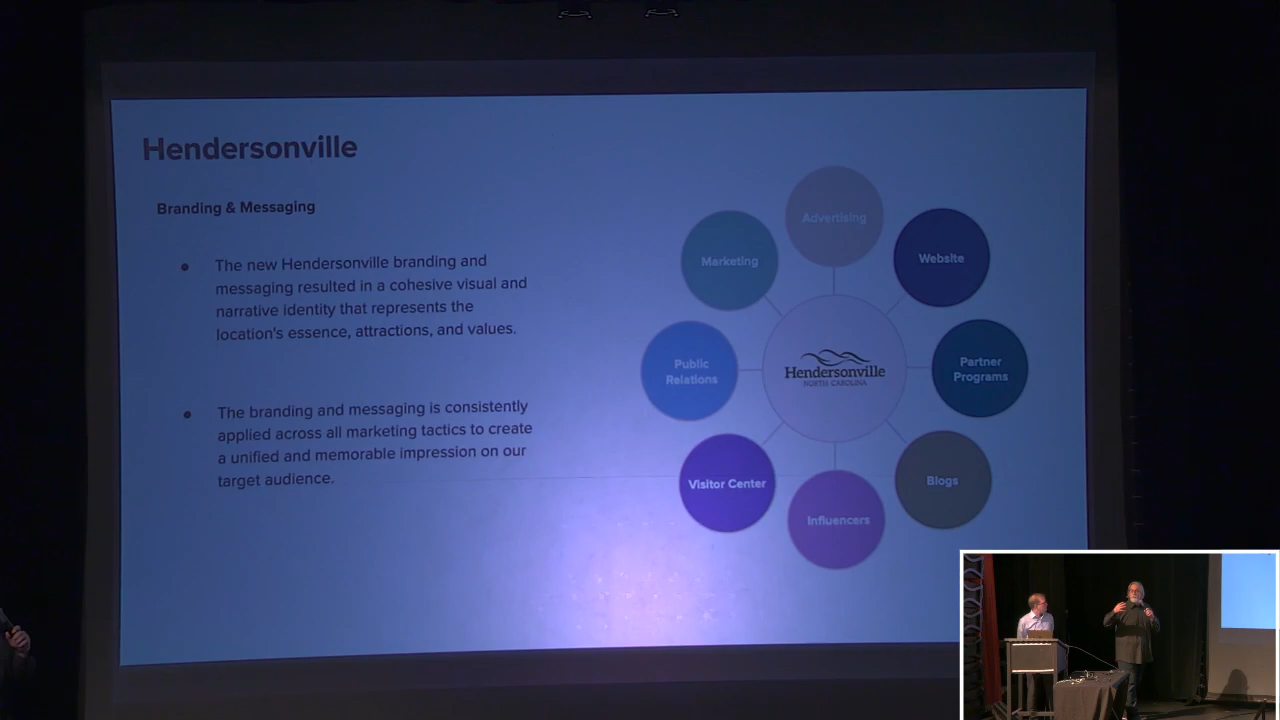 Hendersonville
Branding & Messaging
● The new Hendersonville branding and
messaging resulted in a cohesive visual and
narrative identity that represents the
location's essence, attractions, and values.
● The branding and messaging is consistently
applied across all marketing tactics to create
a unified and memorable impression on our
target audience.
Advertising
Website
Partner
Programs
Blogs
Influencers
Visitor Center
Public
Relations
Marketing
Hendersonville
NORTH CAROLINA